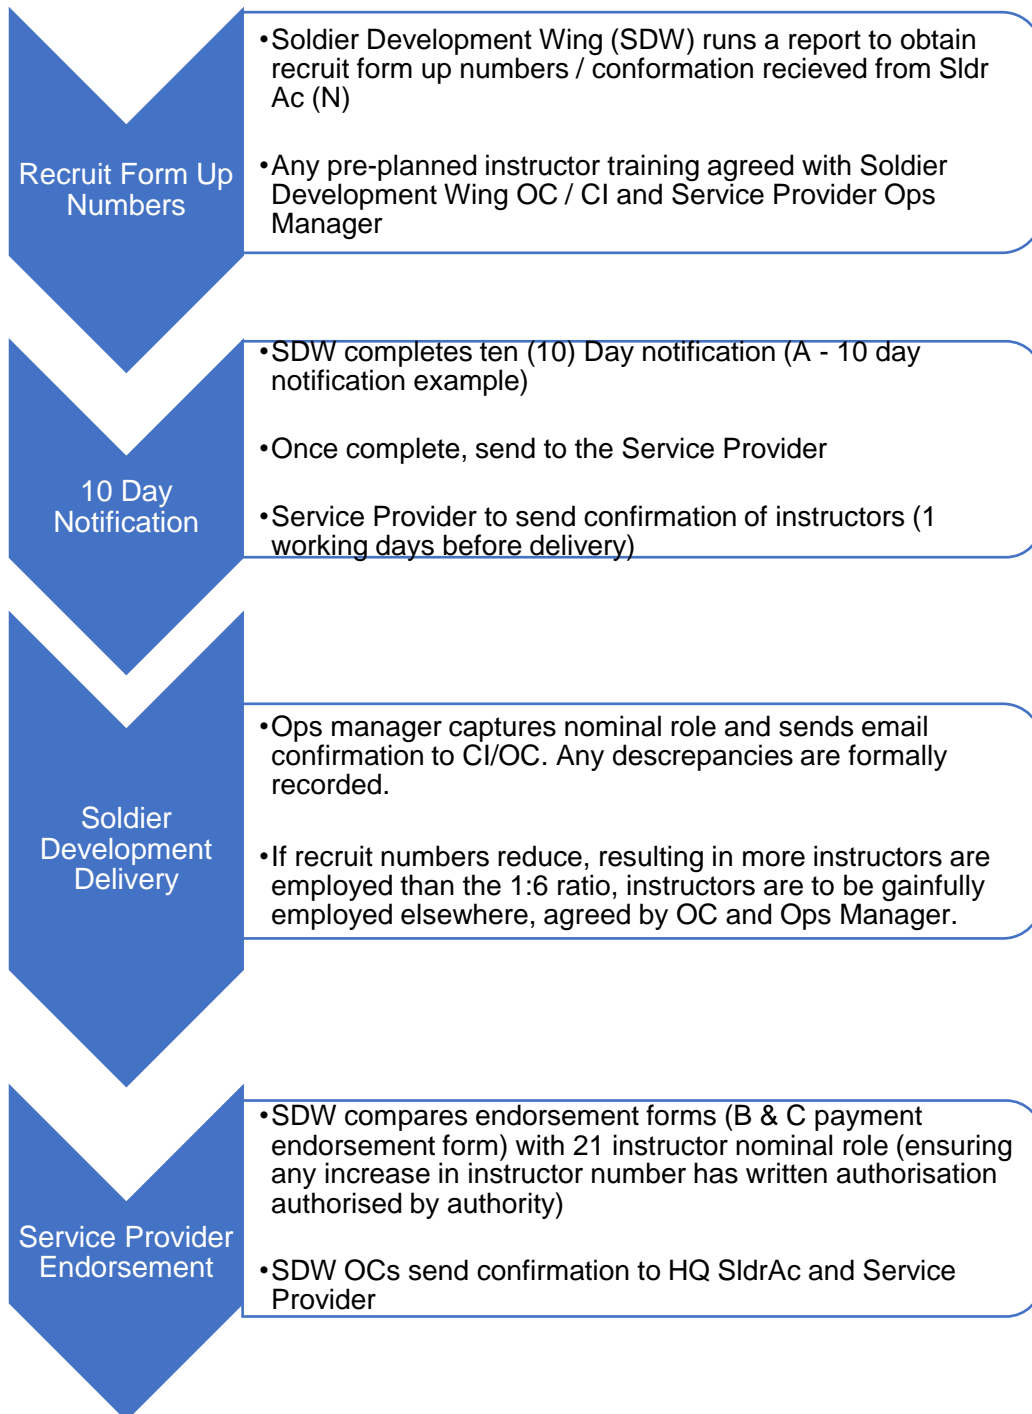 Recruit Form Up
Numbers
•Soldier Development Wing (SDW) runs a report to obtain
recruit form up numbers / conformation recieved from Sldr
Ac (N)
•Any pre-planned instructor training agreed with Soldier
Development Wing OC / CI and Service Provider Ops
Manager
10 Day
Notification
•SDW completes ten (10) Day notification (A - 10 day
notification example)
•Once complete, send to the Service Provider
•Service Provider to send confirmation of instructors (1
working days before delivery)
Soldier
Development
Delivery
•Ops manager captures nominal role and sends email
confirmation to CI/OC. Any descrepancies are formally
recorded.
•If recruit numbers reduce, resulting in more instructors are
employed than the 1:6 ratio, instructors are to be gainfully
employed elsewhere, agreed by OC and Ops Manager.
Service Provider
Endorsement
•SDW compares endorsement forms (B & C payment
endorsement form) with 21 instructor nominal role (ensuring
any increase in instructor number has written authorisation
authorised by authority)
•SDW OCs send confirmation to HQ SldrAc and Service
Provider